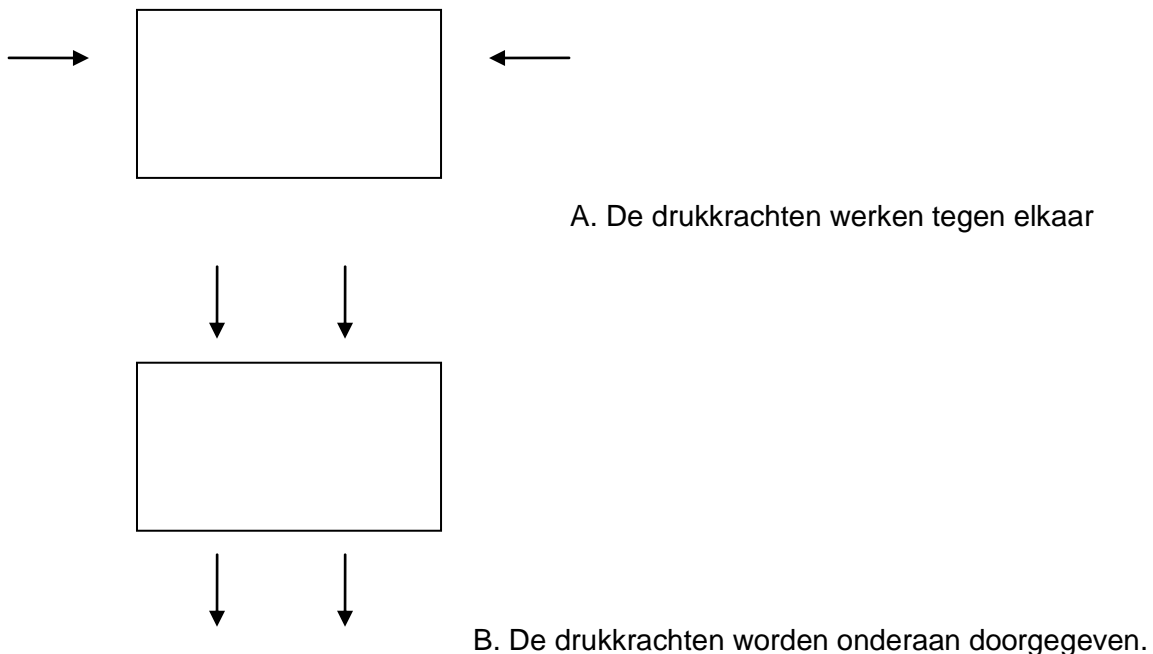 A. De drukkrachten werken tegen elkaar
B. De drukkrachten worden onderaan doorgegeven.